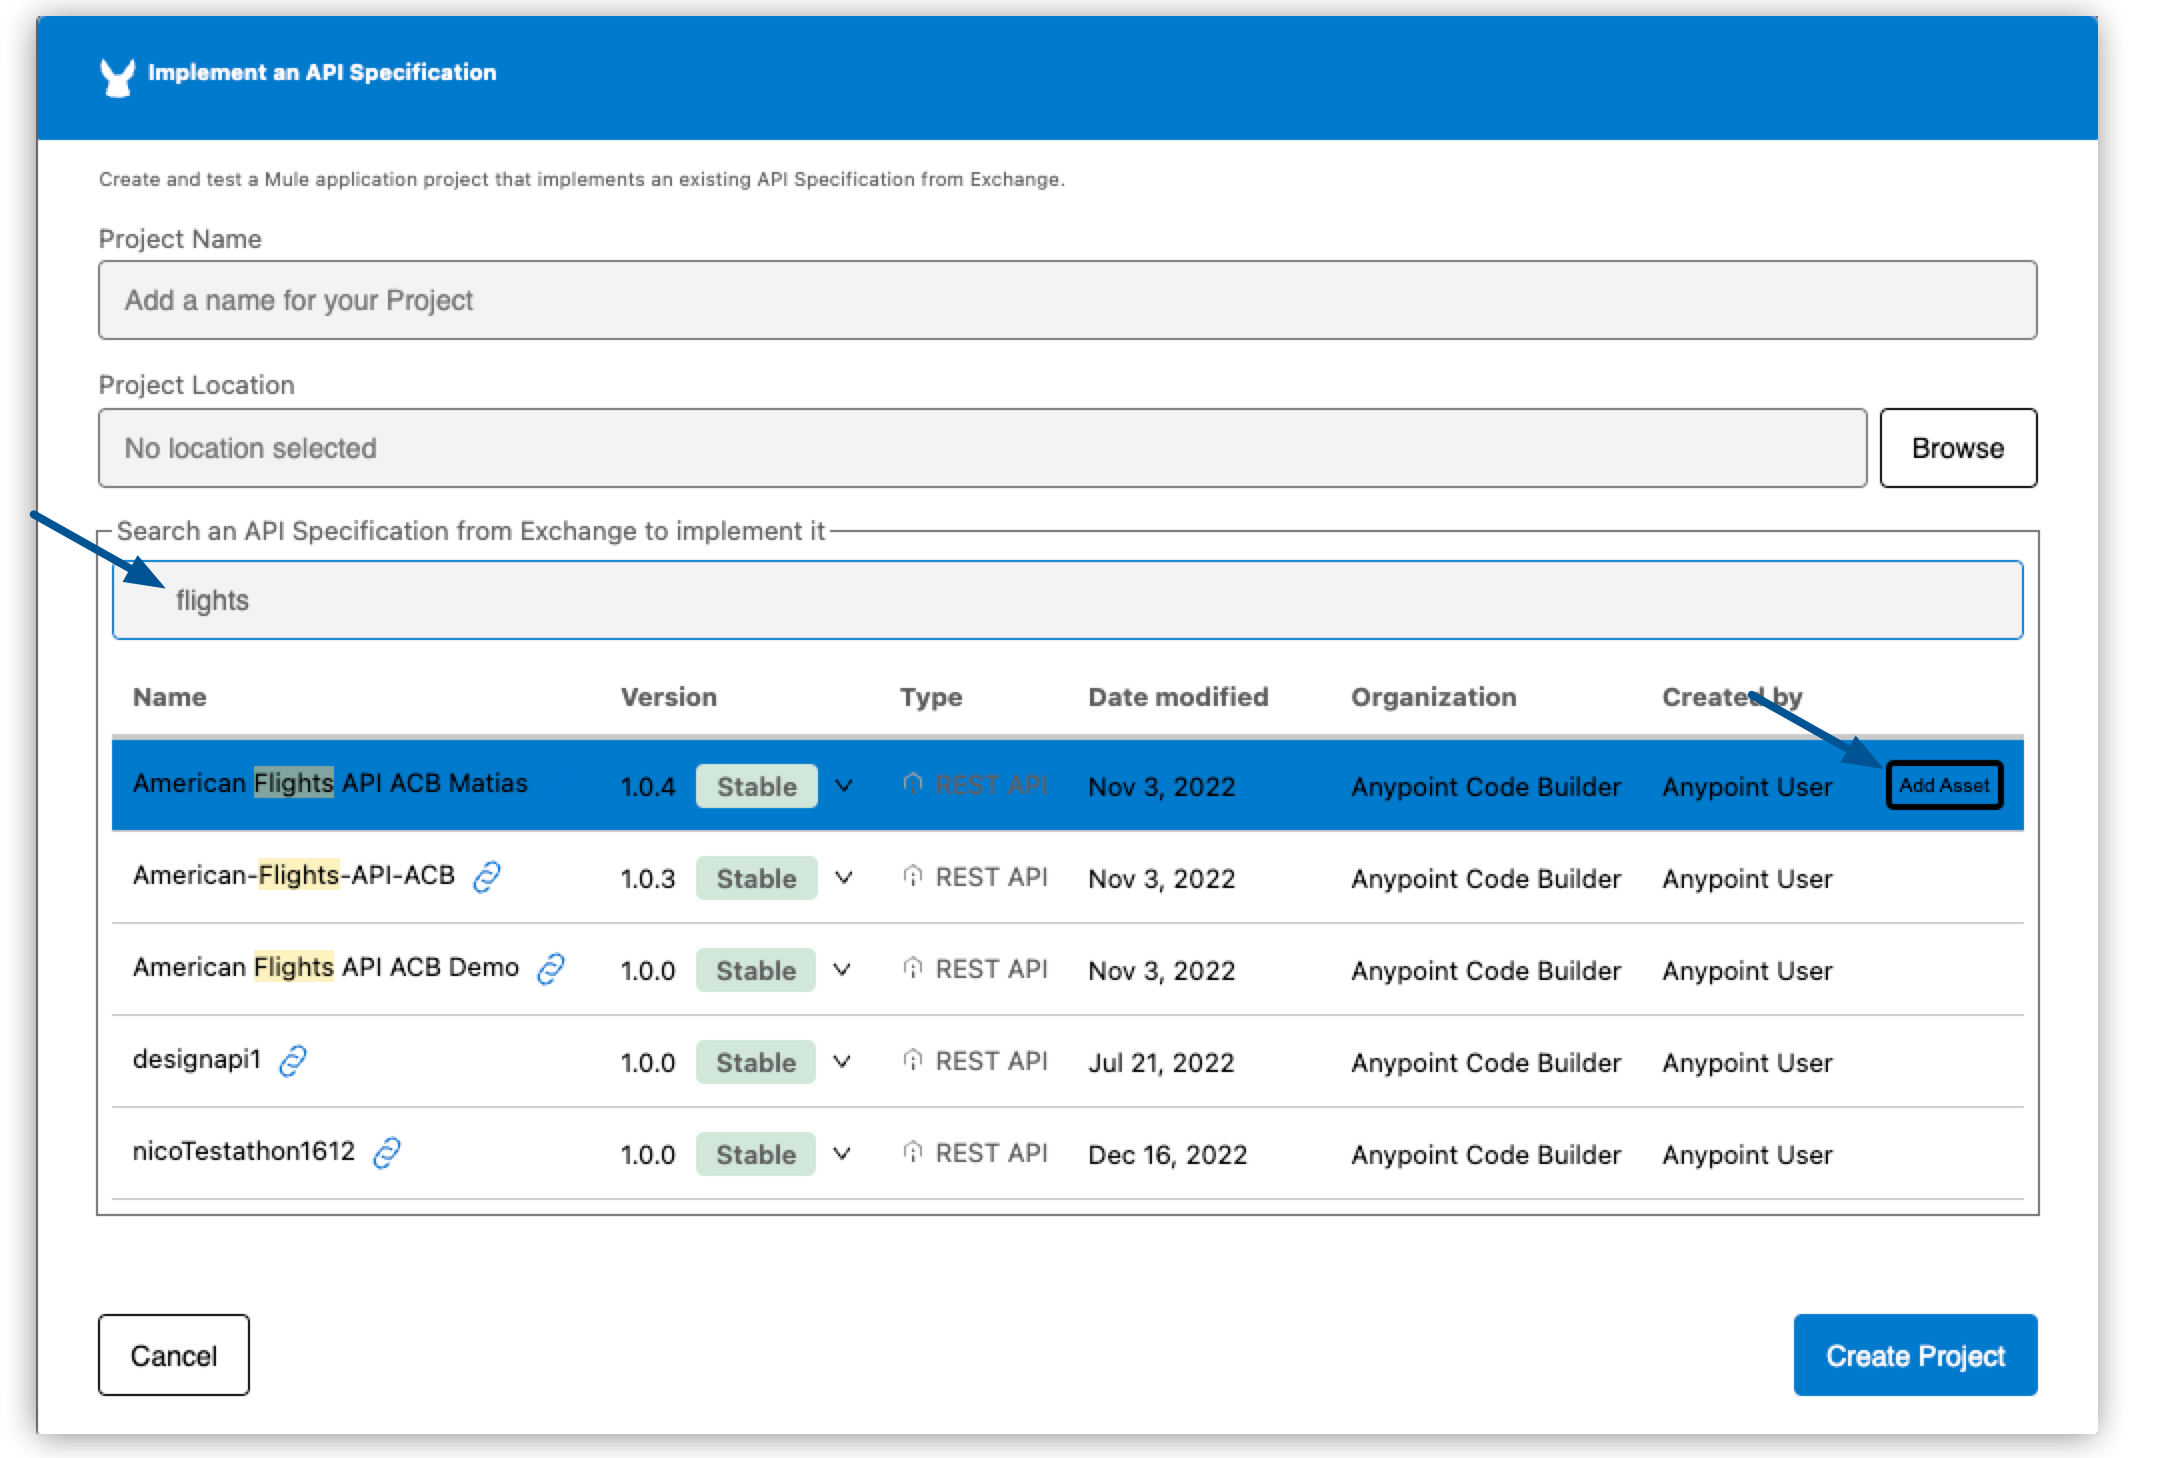 Implement an API Specification
Create and test a Mule application project that implements an existing API Specification from Exchange.
Project Name
Add a name for your Project
Project Location
No location selected
Browse
Search an API Specification from Exchange to implement it
flights
Name Version Type Date modified Organization Created by
American Flights API ACB Matias 1.0.4 Stable REST API Nov 3, 2022 Anypoint Code Builder Anypoint User Add Asset
American-Flights-API-ACB 1.0.3 Stable REST API Nov 3, 2022 Anypoint Code Builder Anypoint User
American Flights API ACB Demo 1.0.0 Stable REST API Nov 3, 2022 Anypoint Code Builder Anypoint User
designapi1 1.0.0 Stable REST API Jul 21, 2022 Anypoint Code Builder Anypoint User
nicoTestathon1612 1.0.0 Stable REST API Dec 16, 2022 Anypoint Code Builder Anypoint User
Cancel Create Project